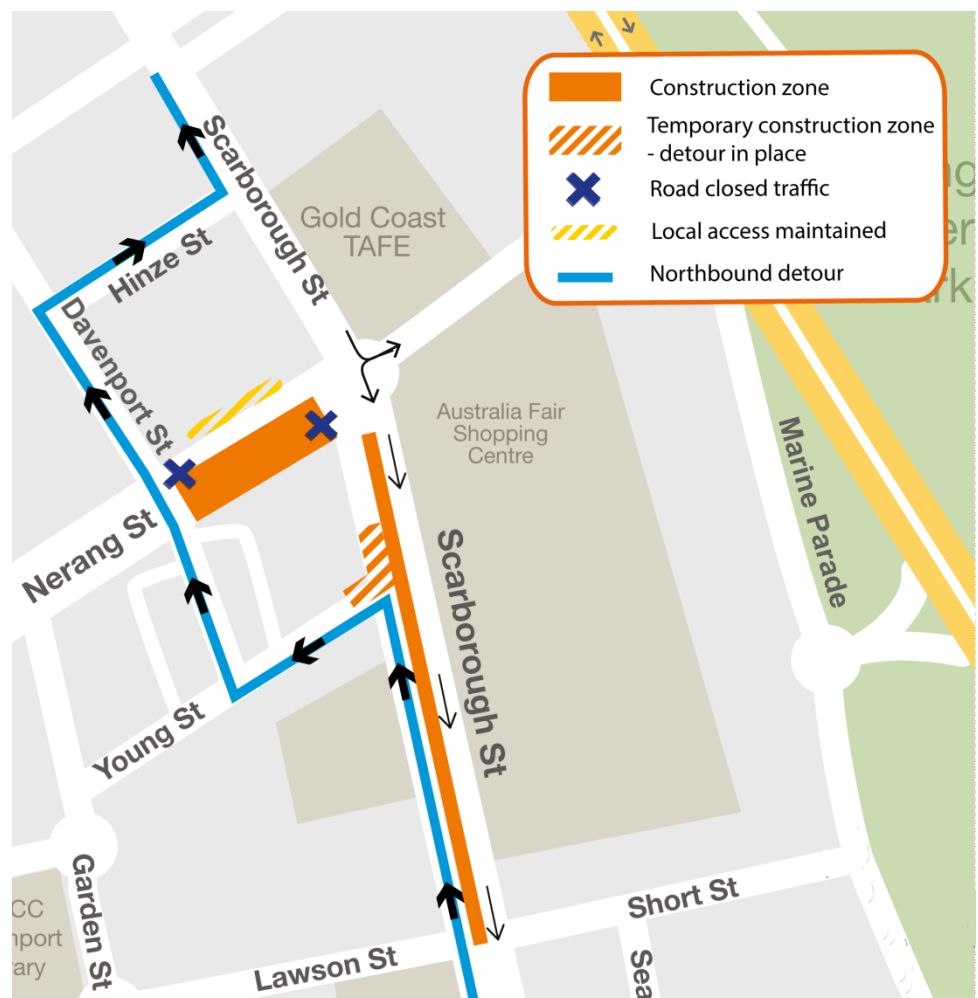 Construction zone
Temporary construction zone
- detour in place
Road closed traffic
Local access maintained
Northbound detour
Scarborough St
Gold Coast
TAFE
Hinze St
Davenport St
Australia Fair
Shopping
Centre
Marine Parade
Nerang St
Scarborough St
Young St
Short St
Garden St
Lawson St
CC